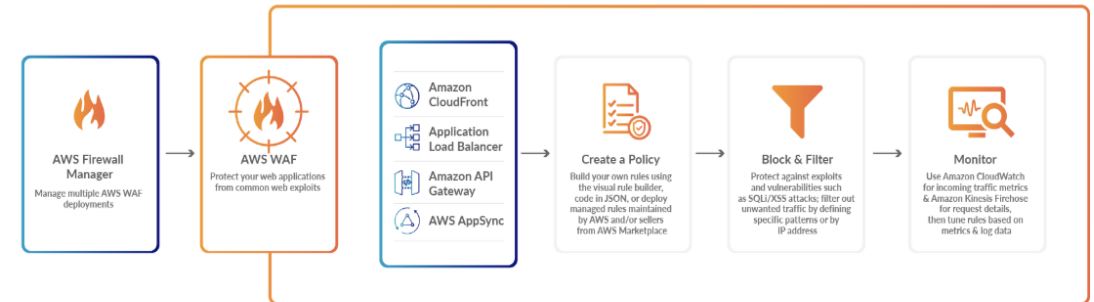 AWS Firewall
Manager
Manage multiple AWS WAF
deployments
AWS WAF
Protect your web applications
from common web exploits
Amazon
CloudFront
Application
Load Balancer
Amazon API
Gateway
AWS AppSync
Create a Policy
Build your own rules using
the visual rule builder,
code in JSON, or deploy
managed rules maintained
by AWS and/or sellers
from AWS Marketplace
Block & Filter
Protect against exploits
and vulnerabilities such
as SQLi/XSS attacks; filter out
unwanted traffic by defining
specific patterns or by
IP address
Monitor
Use Amazon CloudWatch
for incoming traffic metrics
& Amazon Kinesis Firehose
for request details,
then tune rules based on
metrics & log data